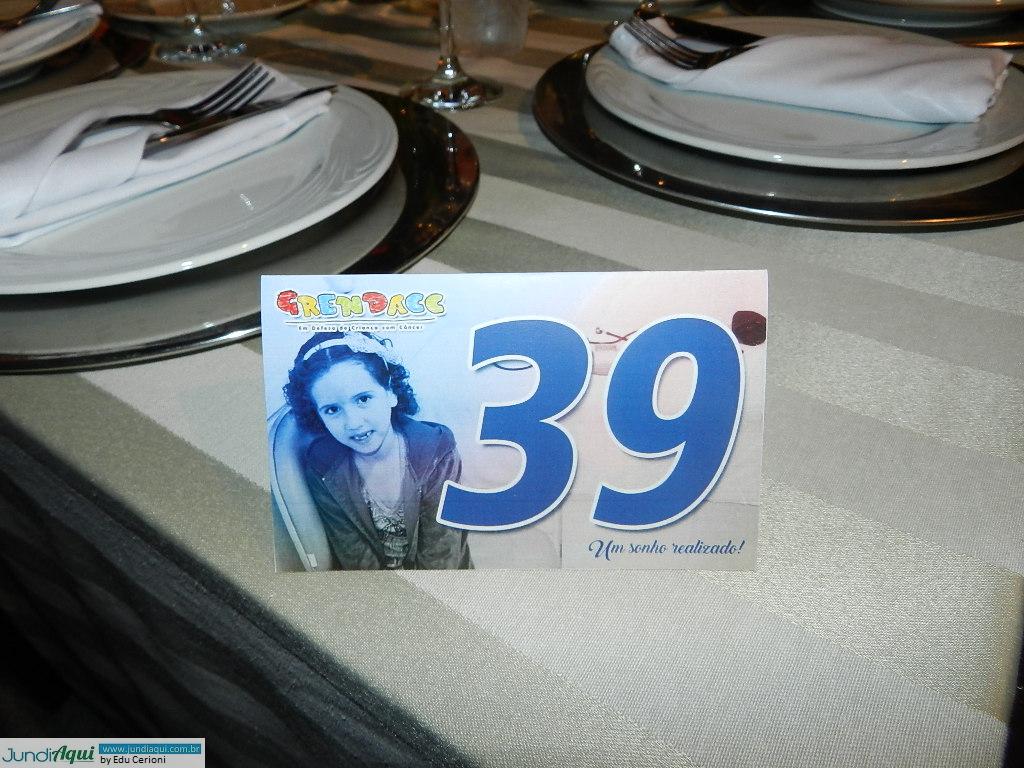 GRENDACC
Em Defesa da Criança com Câncer
39
Um sonho realizado!
JundiAqui
www.jundiaqui.com.br
by Edu Cerioni